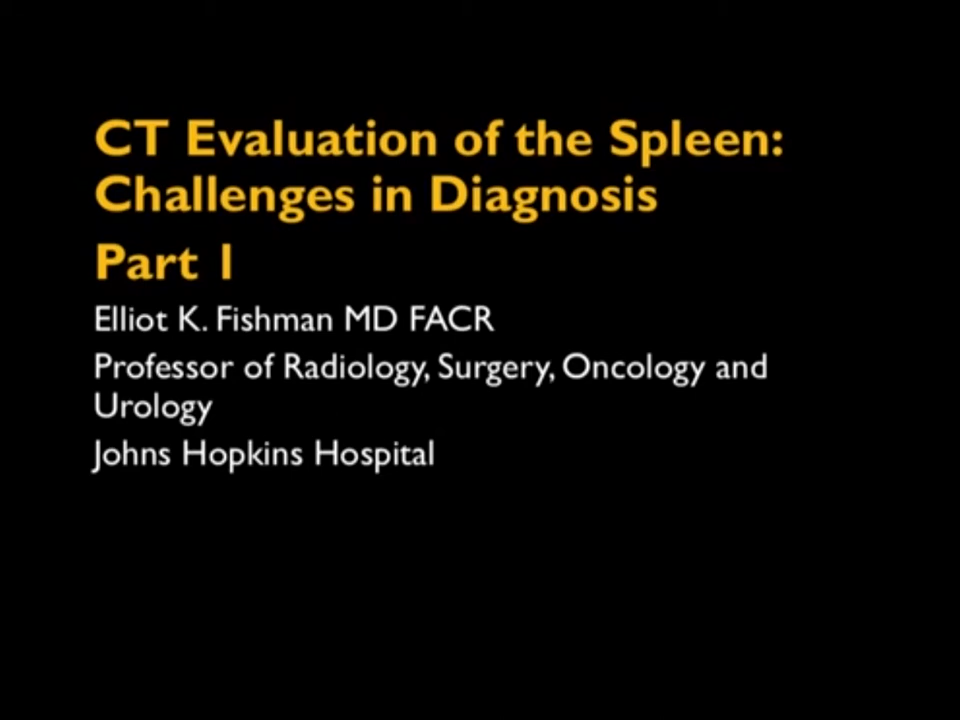 CT Evaluation of the Spleen:
Challenges in Diagnosis
Part 1
Elliot K. Fishman MD FACR
Professor of Radiology, Surgery, Oncology and
Urology
Johns Hopkins Hospital